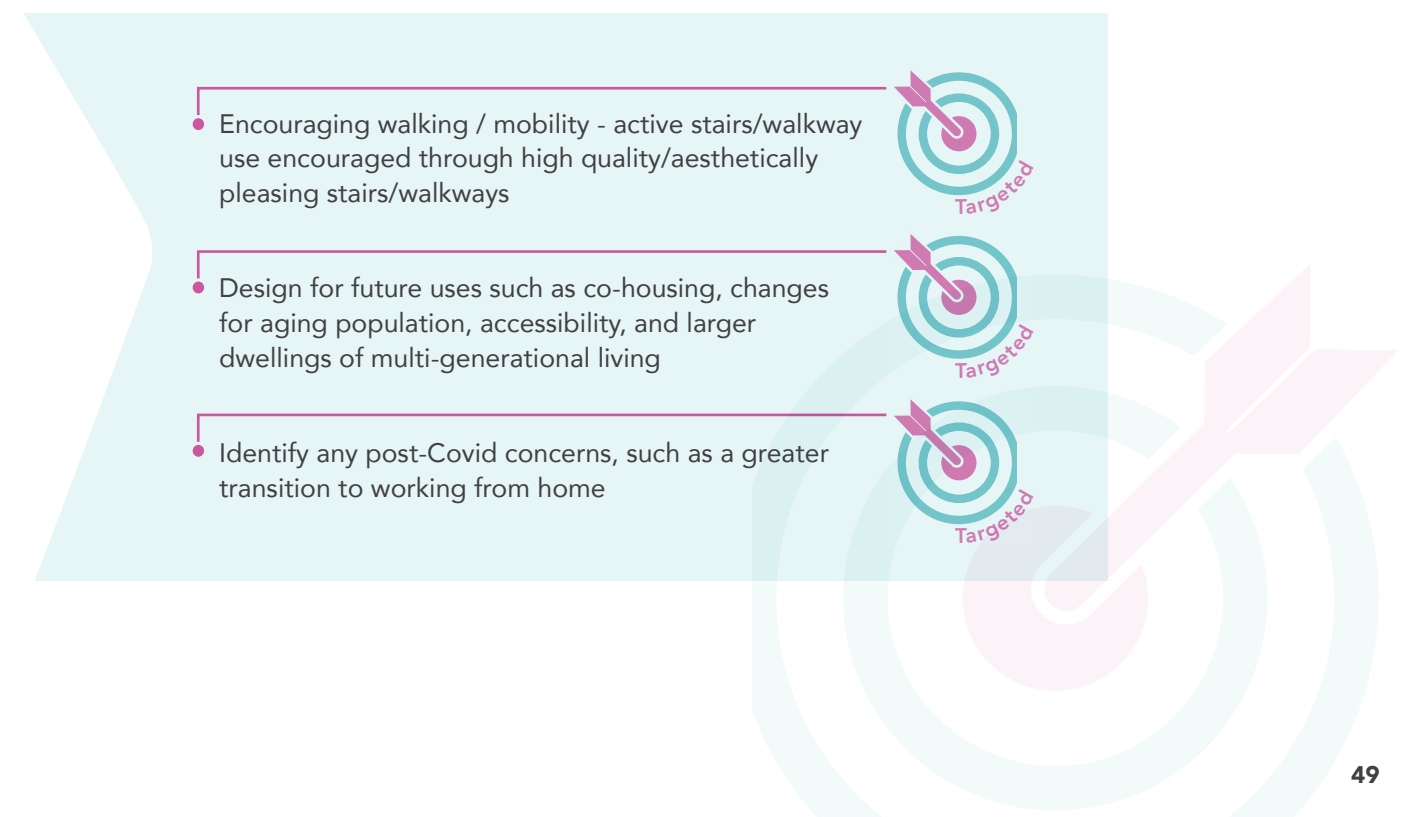 Encouraging walking / mobility - active stairs/walkway
use encouraged through high quality/aesthetically
pleasing stairs/walkways
Targeted
Design for future uses such as co-housing, changes
for aging population, accessibility, and larger
dwellings of multi-generational living
Targeted
Identify any post-Covid concerns, such as a greater
transition to working from home
Targeted
49